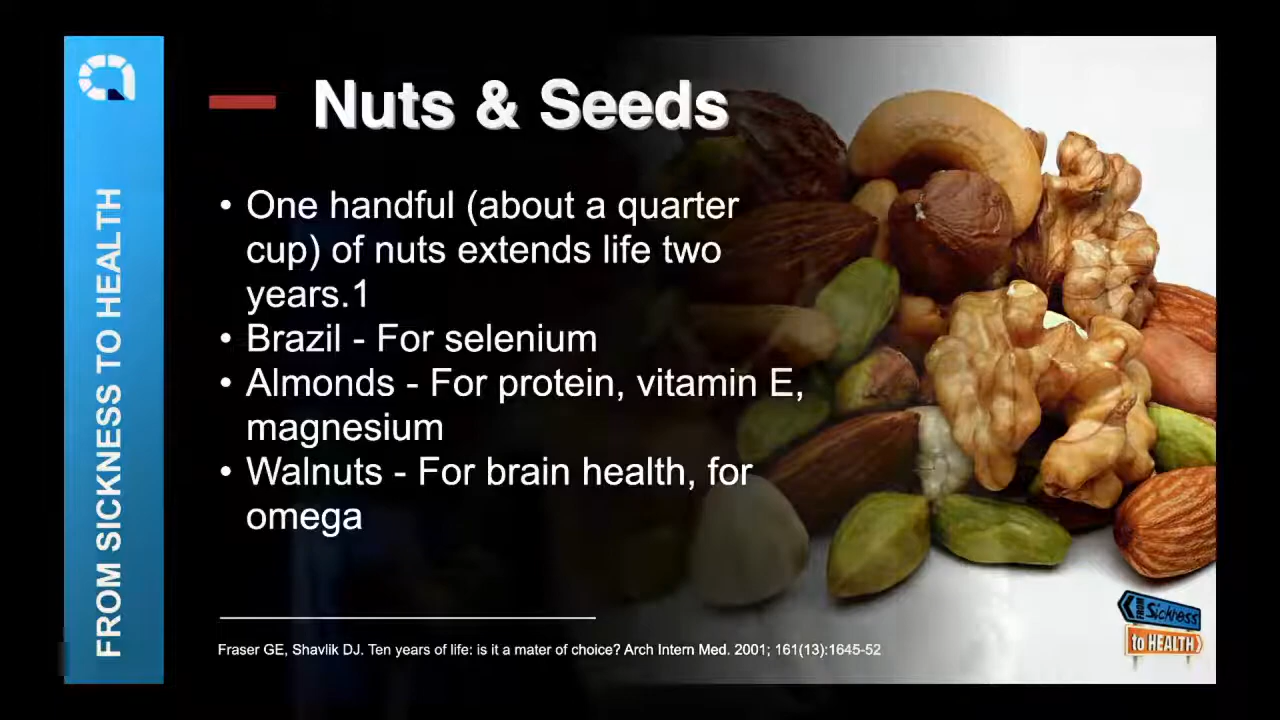 FROM SICKNESS TO HEALTH
Nuts & Seeds
• One handful (about a quarter
cup) of nuts extends life two
years.1
• Brazil - For selenium
• Almonds - For protein, vitamin E,
magnesium
• Walnuts - For brain health, for
omega
Fraser GE, Shavlik DJ. Ten years of life: is it a mater of choice? Arch Intern Med. 2001; 161(13):1645-52
FROM Sickness
to HEALTH